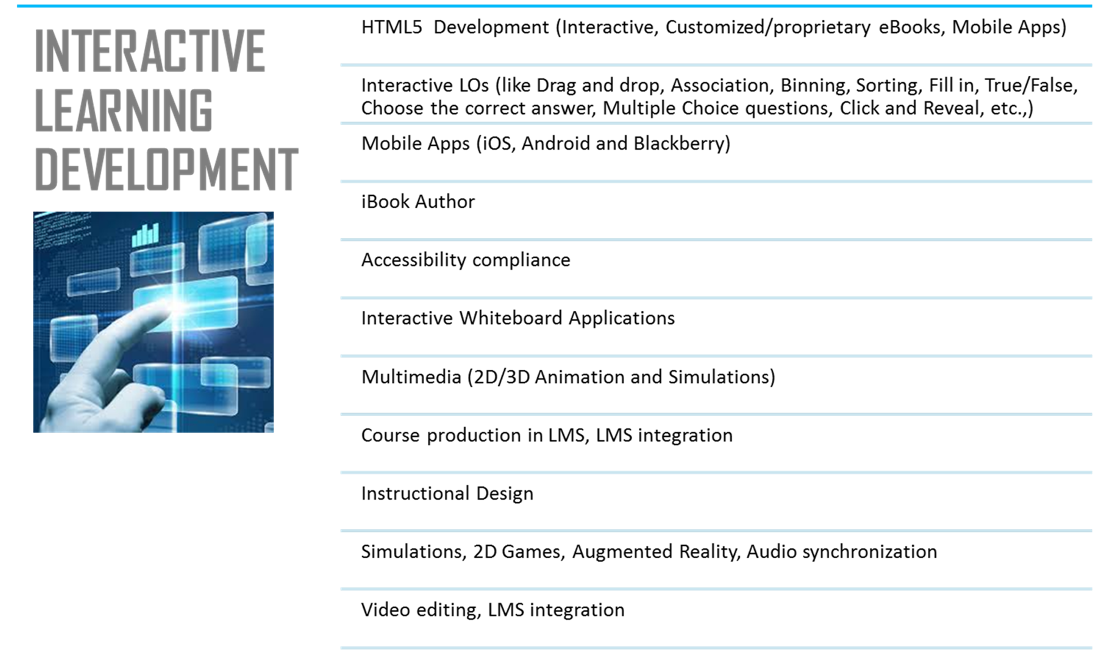 INTERACTIVE
LEARNING
DEVELOPMENT
HTML5 Development (Interactive, Customized/proprietary eBooks, Mobile Apps)
Interactive LOs (like Drag and drop, Association, Binning, Sorting, Fill in, True/False,
Choose the correct answer, Multiple Choice questions, Click and Reveal, etc.,)
Mobile Apps (iOS, Android and Blackberry)
iBook Author
Accessibility compliance
Interactive Whiteboard Applications
Multimedia (2D/3D Animation and Simulations)
Course production in LMS, LMS integration
Instructional Design
Simulations, 2D Games, Augmented Reality, Audio synchronization
Video editing, LMS integration